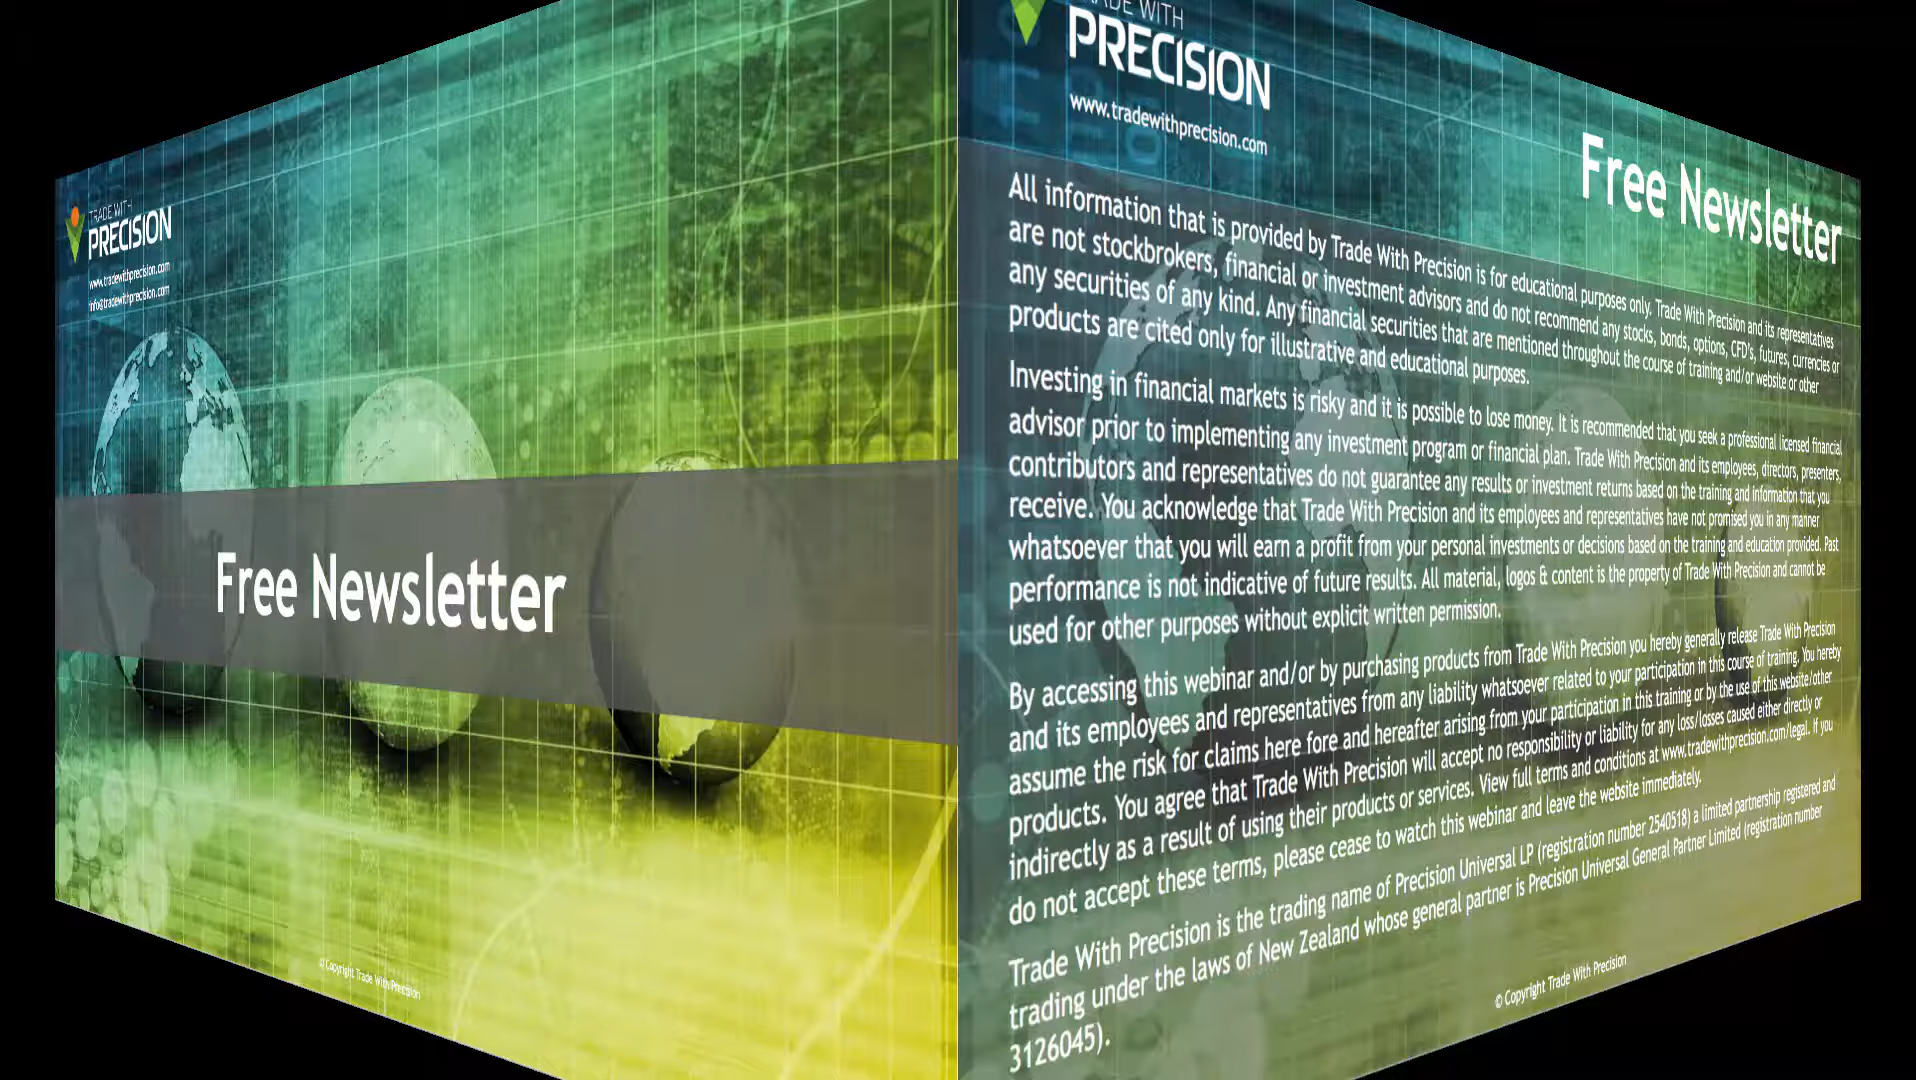 TRADE WITH
PRECISION
www.tradewithprecision.com
info@tradewithprecision.com
Free Newsletter
© Copyright Trade With Precision
TRADE WITH
PRECISION
www.tradewithprecision.com
Free Newsletter
All information that is provided by Trade With Precision is for educational purposes only. Trade With Precision and its representatives
are not stockbrokers, financial or investment advisors and do not recommend any stocks, bonds, options, CFD's, futures, currencies or
any securities of any kind. Any financial securities that are mentioned throughout the course of training and/or website or other
products are cited only for illustrative and educational purposes.
Investing in financial markets is risky and it is possible to lose money. It is recommended that you seek a professional licensed financial
advisor prior to implementing any investment program or financial plan. Trade With Precision and its employees, directors, presenters,
contributors and representatives do not guarantee any results or investment returns based on the training and information that you
receive. You acknowledge that Trade With Precision and its employees and representatives have not promised you in any manner
whatsoever that you will earn a profit from your personal investments or decisions based on the training and education provided. Past
performance is not indicative of future results. All material, logos & content is the property of Trade With Precision and cannot be
used for other purposes without explicit written permission.
By accessing this webinar and/or by purchasing products from Trade With Precision you hereby generally release Trade With Precision
and its employees and representatives from any liability whatsoever related to your participation in this course of training. You hereby
assume the risk for claims here fore and hereafter arising from your participation in this training or by the use of this website/other
products. You agree that Trade With Precision will accept no responsibility or liability for any loss/losses caused either directly or
indirectly as a result of using their products or services. View full terms and conditions at www.tradewithprecision.com/legal. If you
do not accept these terms, please cease to watch this webinar and leave the website immediately.
Trade With Precision is the trading name of Precision Universal LP (registration number 2540518) a limited partnership registered and
trading under the laws of New Zealand whose general partner is Precision Universal General Partner Limited (registration number
3126045).
© Copyright Trade With Precision